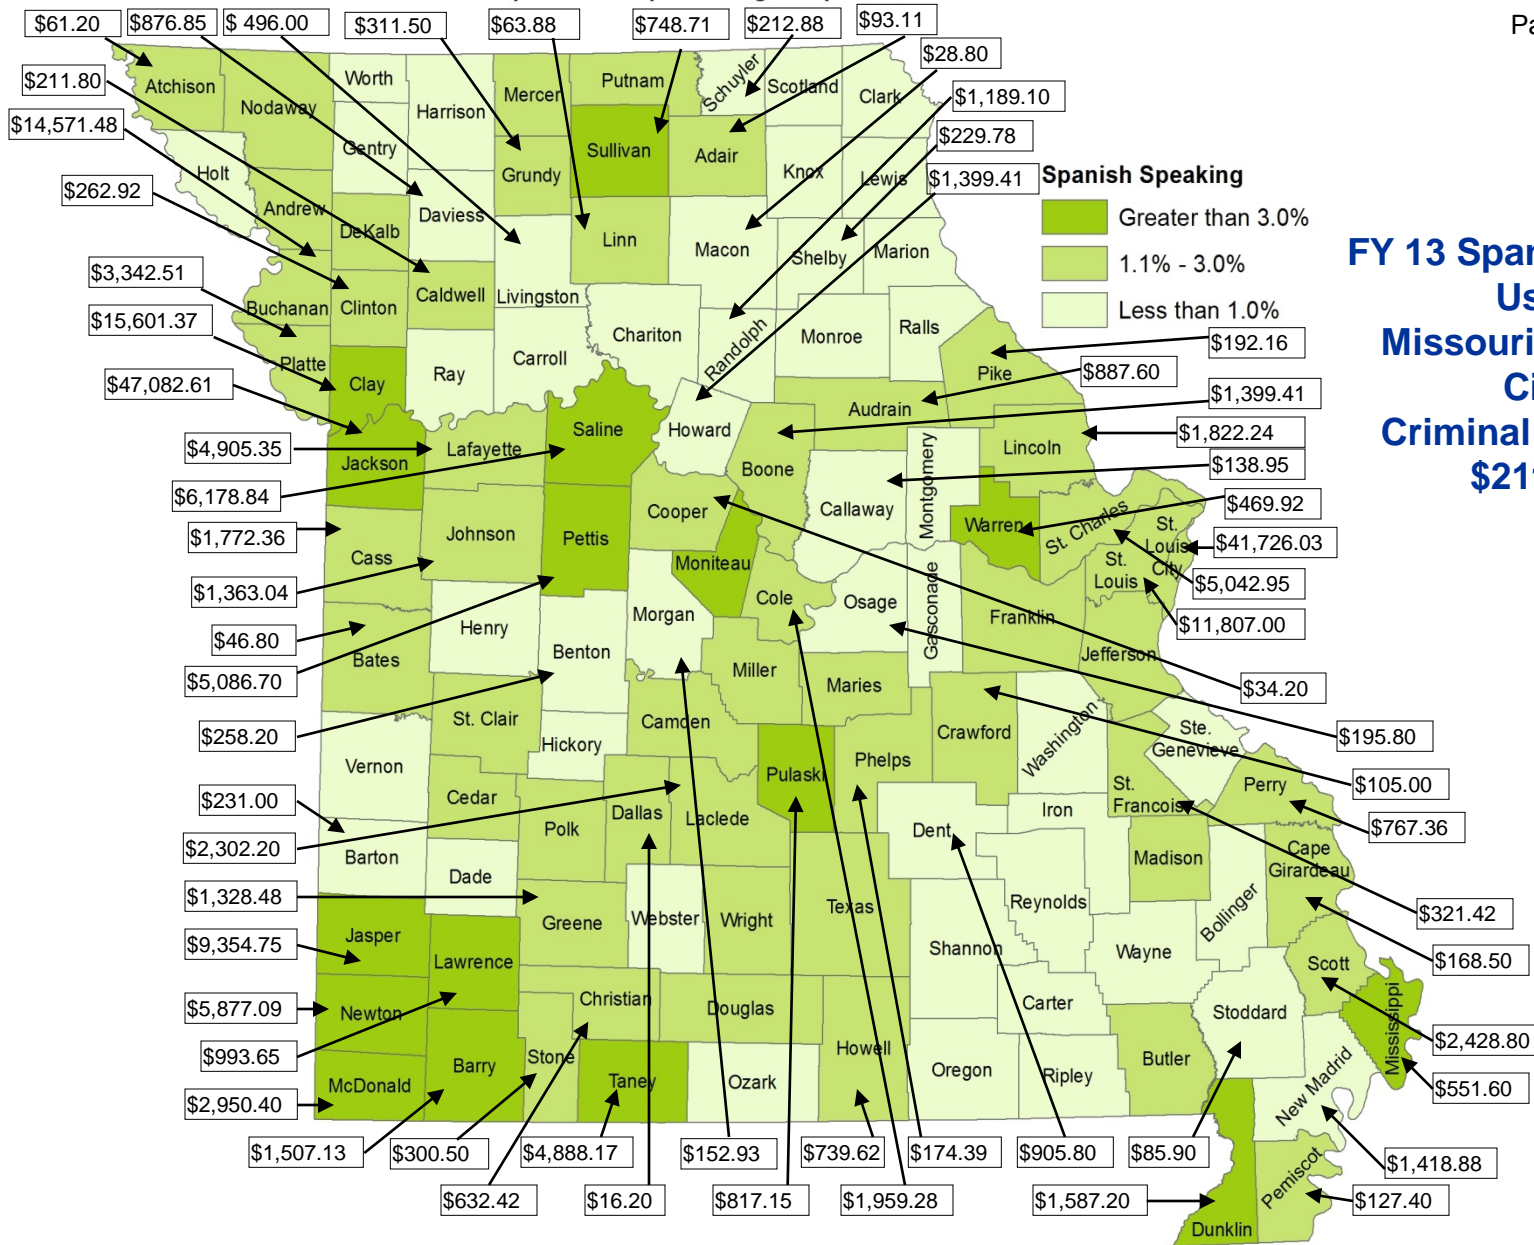 Pa
$61.20
$876.85
$ 496.00
$311.50
$63.88
$748.71
$212.88
$93.11
$28.80
$211.80
$14,571.48
$1,189.10
$229.78
$262.92
$1,399.41
Spanish Speaking
Greater than 3.0%
1.1% - 3.0%
Less than 1.0%
FY 13 Span
Us
Missouri
Ci
Criminal
$211
Atchison
Nodaway
Worth
Harrison
Mercer
Putnam
Schuyler
Scotland
Clark
Gentry
Sullivan
Adair
Knox
Lewis
Holt
Grundy
Andrew
DeKalb
Daviess
Linn
Macon
Shelby
Marion
Buchanan
Clinton
Caldwell
Livingston
Chariton
Randolph
Monroe
Ralls
Platte
Clay
Ray
Carroll
Pike
Audrain
Jackson
Lafayette
Saline
Howard
Boone
Lincoln
Montgomery
Callaway
Warren
St. Charles
St.
Louis
City
St.
Louis
Cass
Johnson
Pettis
Cooper
Moniteau
Cole
Osage
Gasconade
Franklin
Jefferson
Bates
Henry
Benton
Morgan
Miller
Maries
St. Clair
Hickory
Camden
Crawford
Washington
Ste.
Genevieve
Vernon
Cedar
Polk
Dallas
Laclede
Pulaski
Phelps
Dent
Iron
St.
Francois
Perry
Barton
Dade
Madison
Cape
Girardeau
Greene
Webster
Wright
Texas
Reynolds
Bollinger
Jasper
Lawrence
Shannon
Wayne
Scott
Newton
Christian
Douglas
Carter
Stoddard
Mississippi
McDonald
Barry
Stone
Taney
Ozark
Howell
Oregon
Ripley
Butler
New Madrid
Dunklin
Pemiscot
$3,342.51
$15,601.37
$47,082.61
$4,905.35
$6,178.84
$1,772.36
$1,363.04
$46.80
$5,086.70
$258.20
$231.00
$2,302.20
$1,328.48
$9,354.75
$5,877.09
$993.65
$2,950.40
$192.16
$887.60
$1,399.41
$1,822.24
$138.95
$469.92
$41,726.03
$5,042.95
$11,807.00
$34.20
$195.80
$105.00
$767.36
$321.42
$168.50
$2,428.80
$551.60
$1,507.13
$300.50
$4,888.17
$152.93
$739.62
$174.39
$905.80
$85.90
$1,418.88
$632.42
$16.20
$817.15
$1,959.28
$1,587.20
$127.40